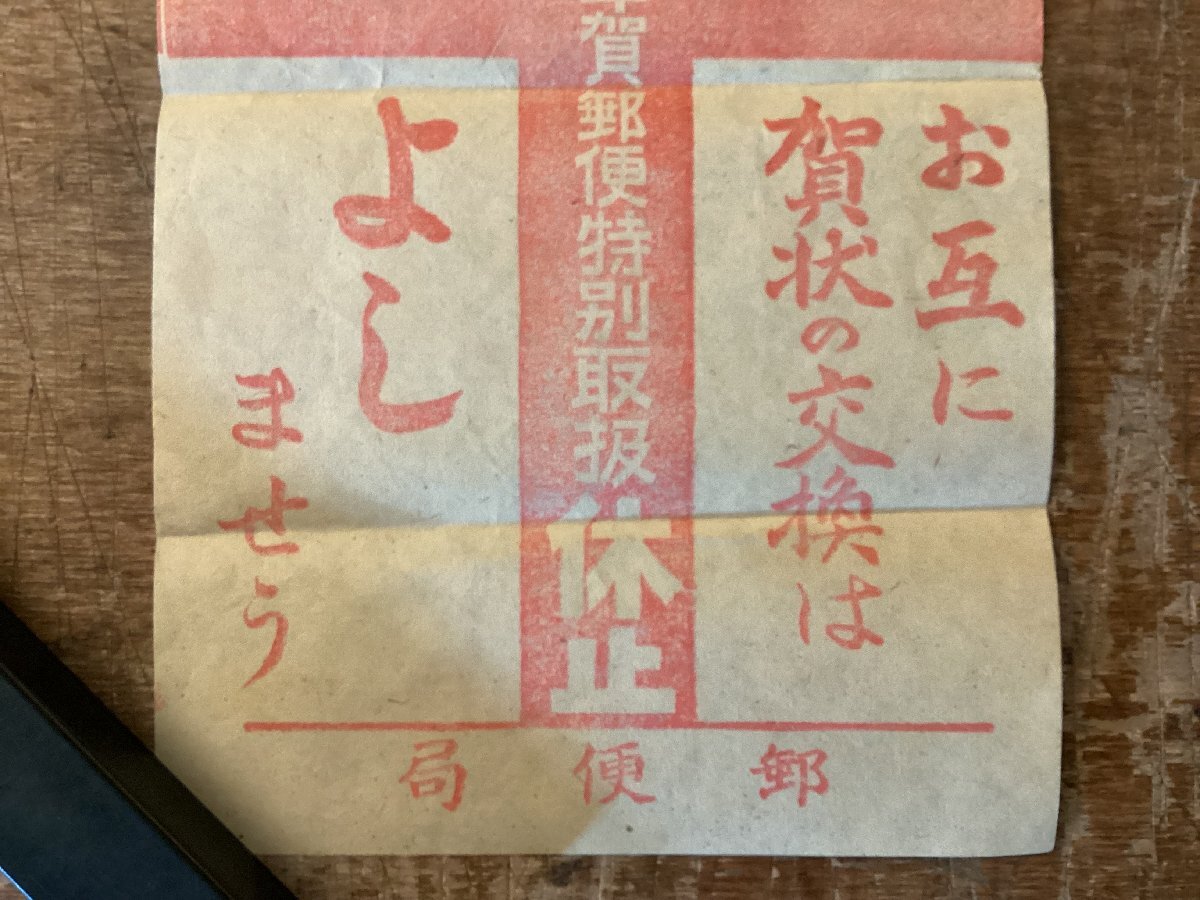 お互に
賀状の交換は
年賀郵便特別取扱休止
よし
ませう
郵便局